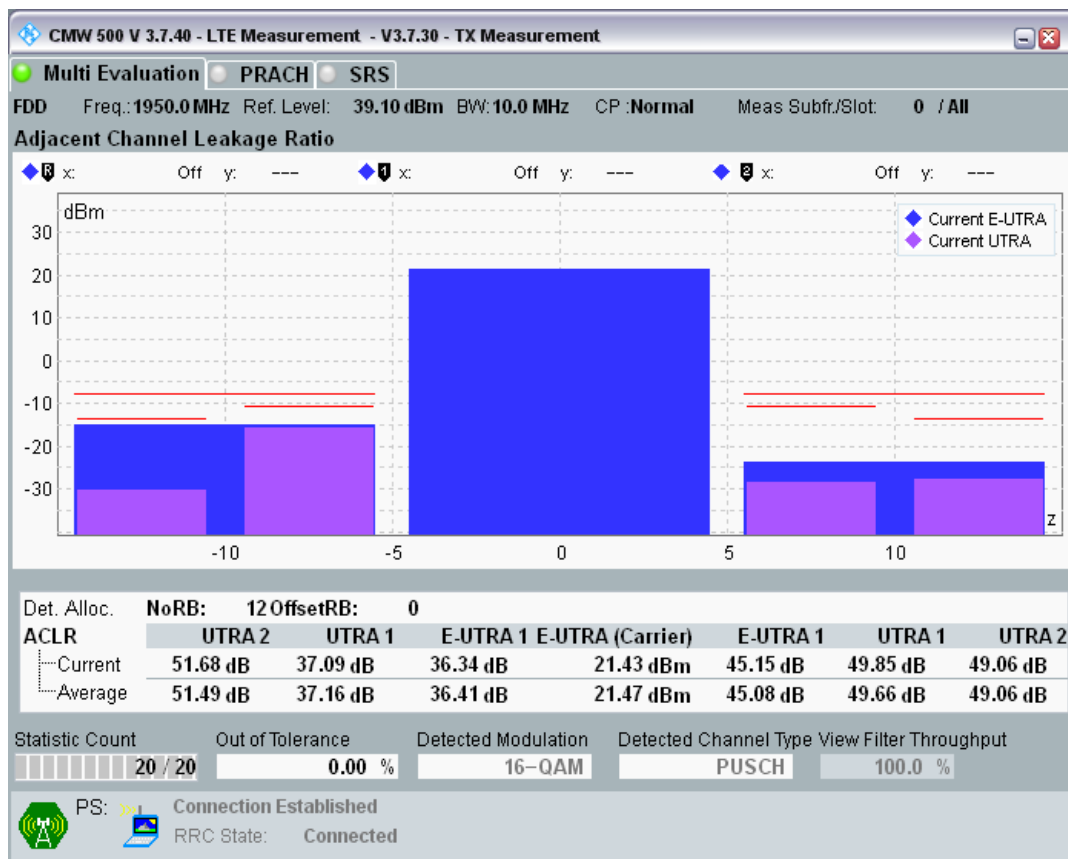 CMW 500 V 3.7.40 - LTE Measurement - V3.7.30 - TX Measurement
Multi Evaluation PRACH SRS
FDD Freq.:1950.0 MHz Ref. Level: 39.10 dBm BW: 10.0 MHz CP :Normal Meas Subfr./Slot: 0 / All
Adjacent Channel Leakage Ratio
R x: Off y: --- 1 x: Off y: --- 2 x: Off y: ---
dBm
Current E-UTRA
Current UTRA
30
20
10
0
-10
-20
-30
z
-10 -5 0 5 10
Det. Alloc. NoRB: 12 OffsetRB: 0
ACLR UTRA 2 UTRA 1 E-UTRA 1 E-UTRA (Carrier) E-UTRA 1 UTRA 1 UTRA 2
Current 51.68 dB 37.09 dB 36.34 dB 21.43 dBm 45.15 dB 49.85 dB 49.06 dB
Average 51.49 dB 37.16 dB 36.41 dB 21.47 dBm 45.08 dB 49.66 dB 49.06 dB
Statistic Count Out of Tolerance Detected Modulation Detected Channel Type View Filter Throughput
20 / 20 0.00 % 16-QAM PUSCH 100.0 %
PS: Connection Established
RRC State: Connected